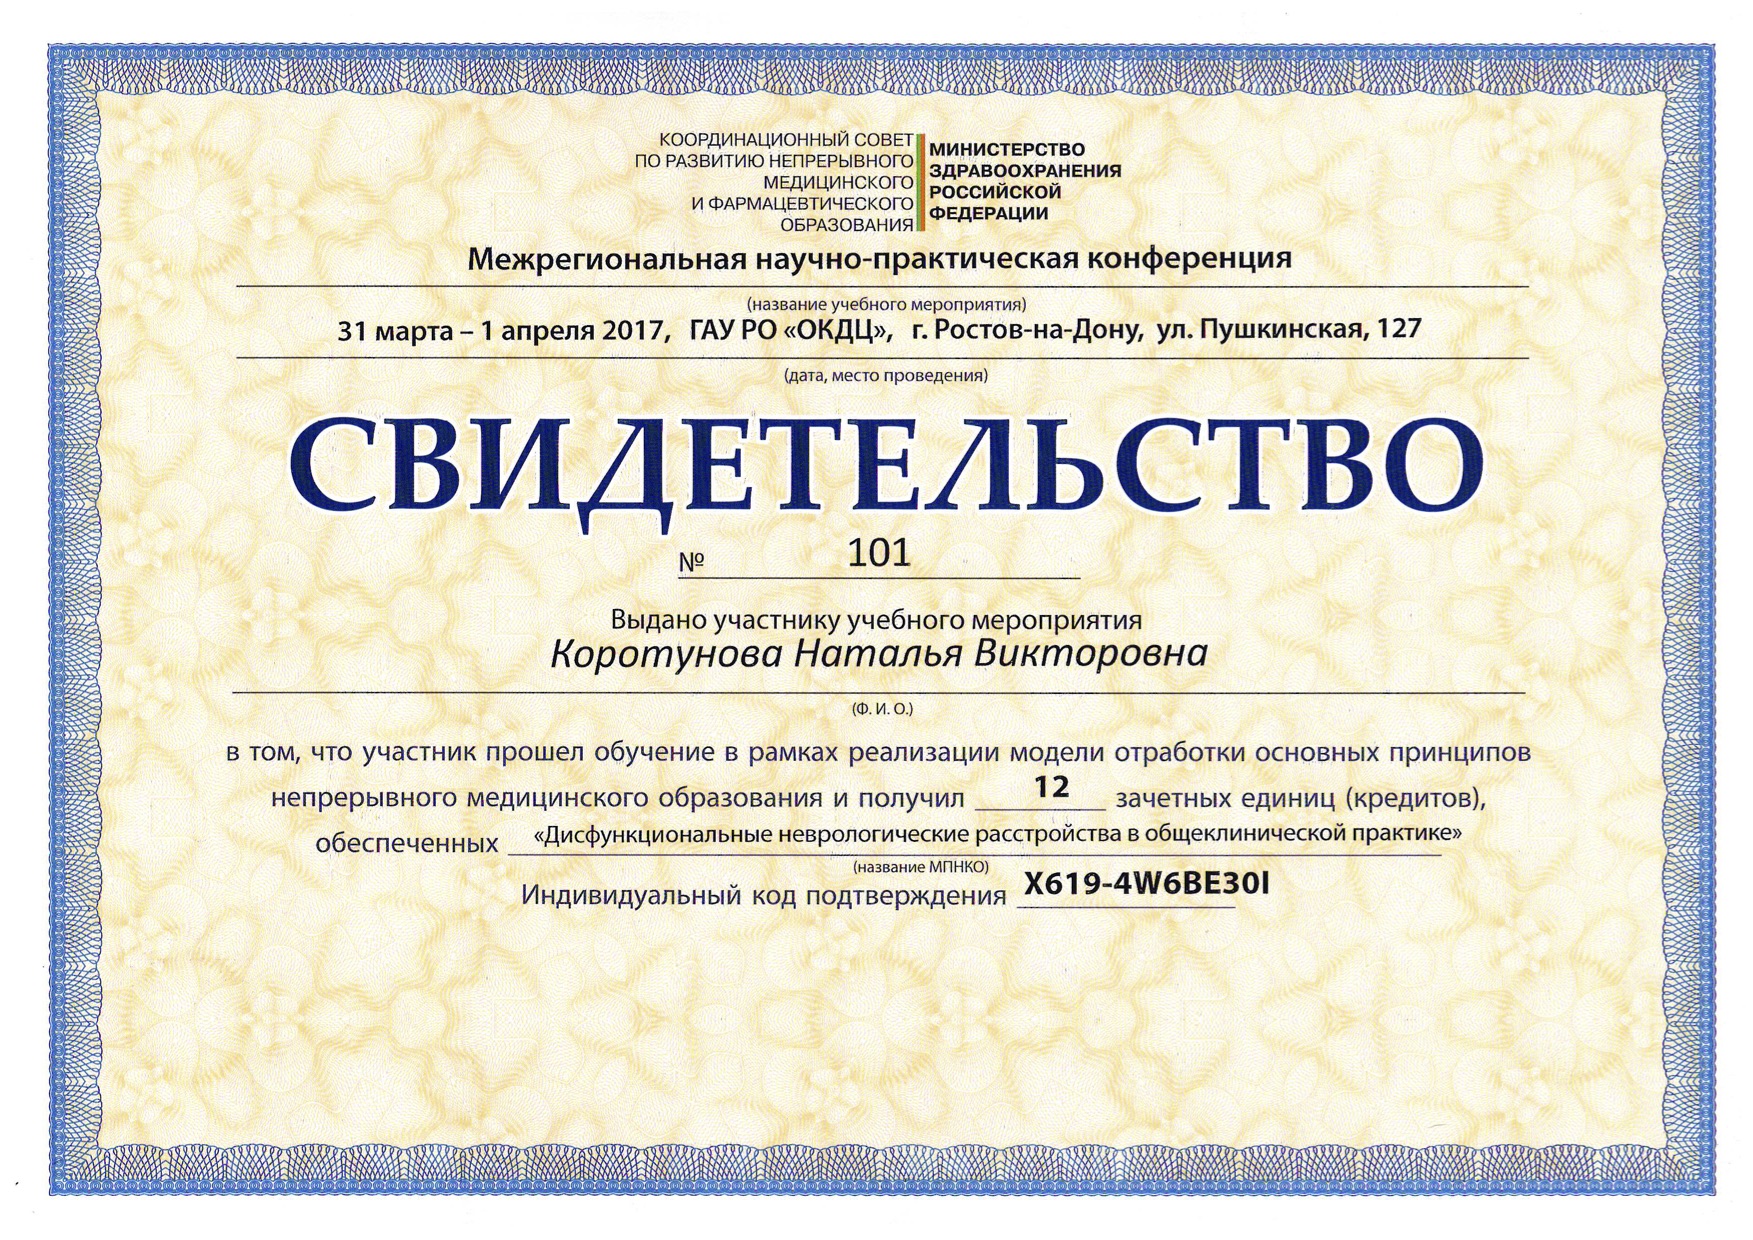 КООРДИНАЦИОННЫЙ СОВЕТ
ПО РАЗВИТИЮ НЕПРЕРЫВНОГО
МЕДИЦИНСКОГО
И ФАРМАЦЕВТИЧЕСКОГО
ОБРАЗОВАНИЯ
МИНИСТЕРСТВО
ЗДРАВООХРАНЕНИЯ
РОССИЙСКОЙ
ФЕДЕРАЦИИ
Межрегиональная научно-практическая конференция
(название учебного мероприятия)
31 марта – 1 апреля 2017, ГАУ РО «ОКДЦ», г. Ростов-на-Дону, ул. Пушкинская, 127
(дата, место проведения)
СВИДЕТЕЛЬСТВО
№ 101
Выдано участнику учебного мероприятия
Коротунова Наталья Викторовна
(Ф. И. О.)
в том, что участник прошел обучение в рамках реализации модели отработки основных принципов
непрерывного медицинского образования и получил 12 зачетных единиц (кредитов),
обеспеченных «Дисфункциональные неврологические расстройства в общеклинической практике»
(название МПНКО)
Индивидуальный код подтверждения X619-4W6BE30I